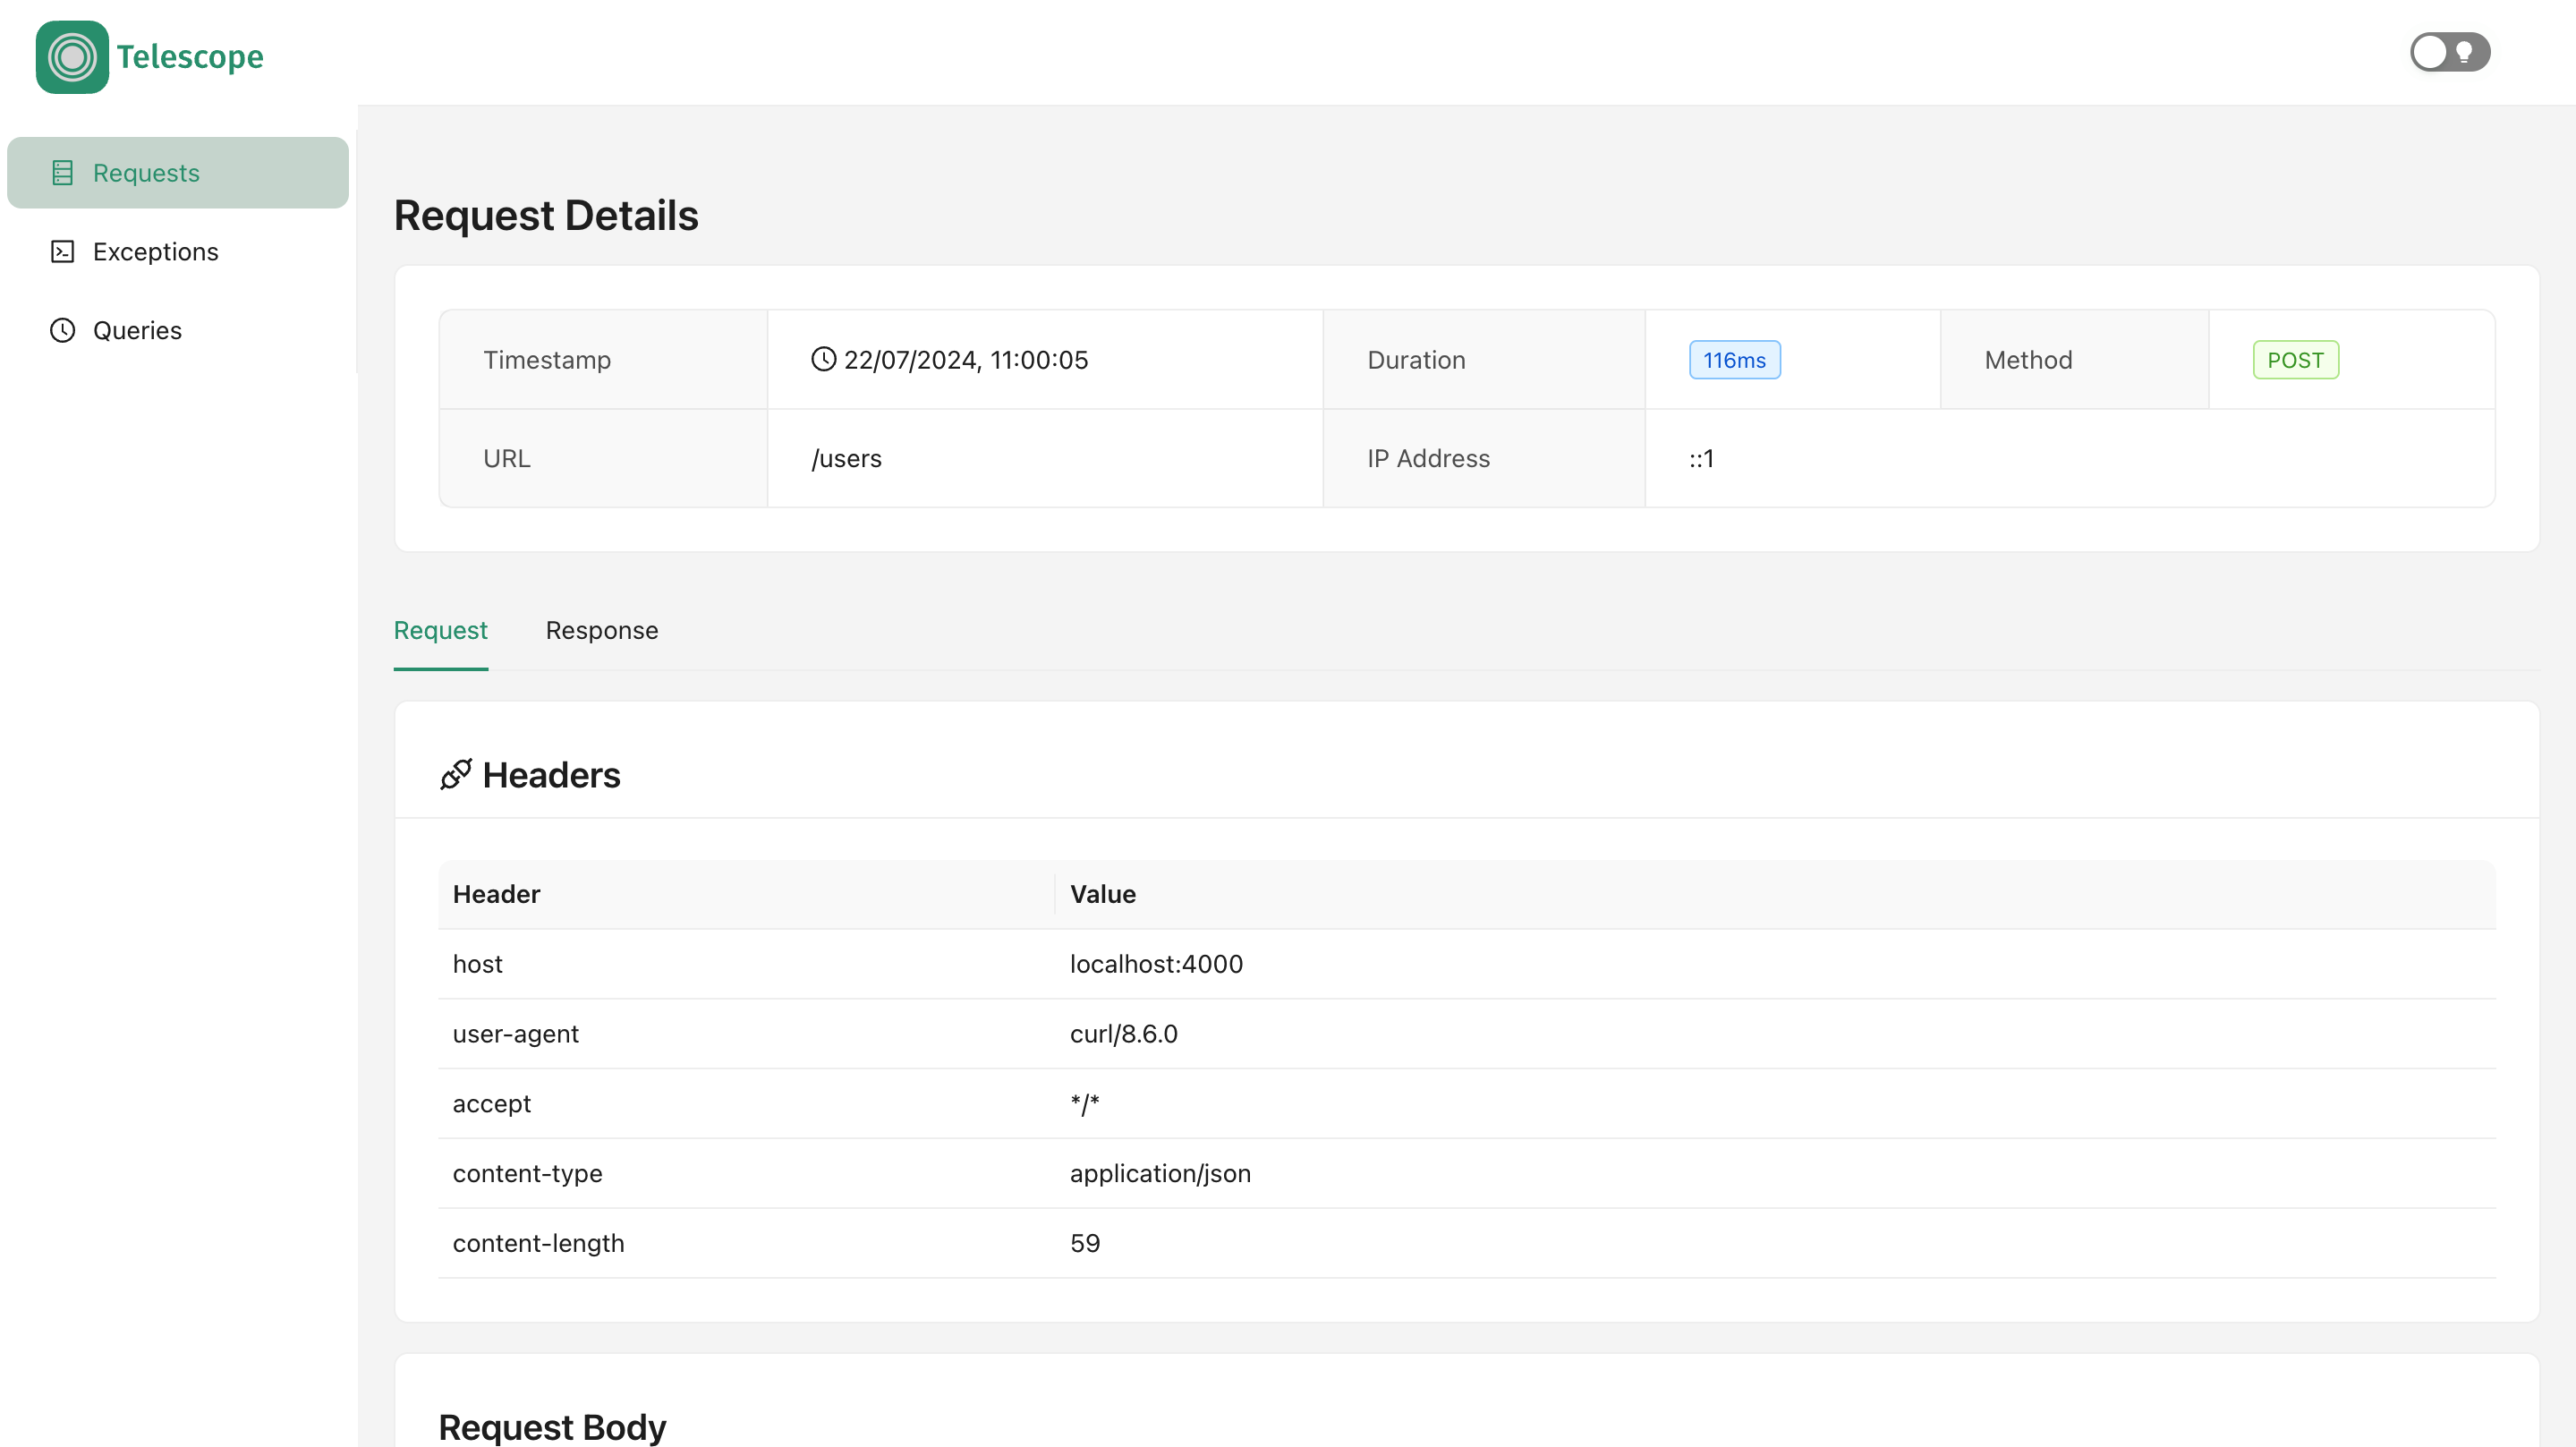 Telescope
Requests
Exceptions
Queries
Request Details
Timestamp 22/07/2024, 11:00:05 Duration 116ms Method POST
URL /users IP Address ::1
Request Response
Headers
Header Value
host localhost:4000
user-agent curl/8.6.0
accept */*
content-type application/json
content-length 59
Request Body